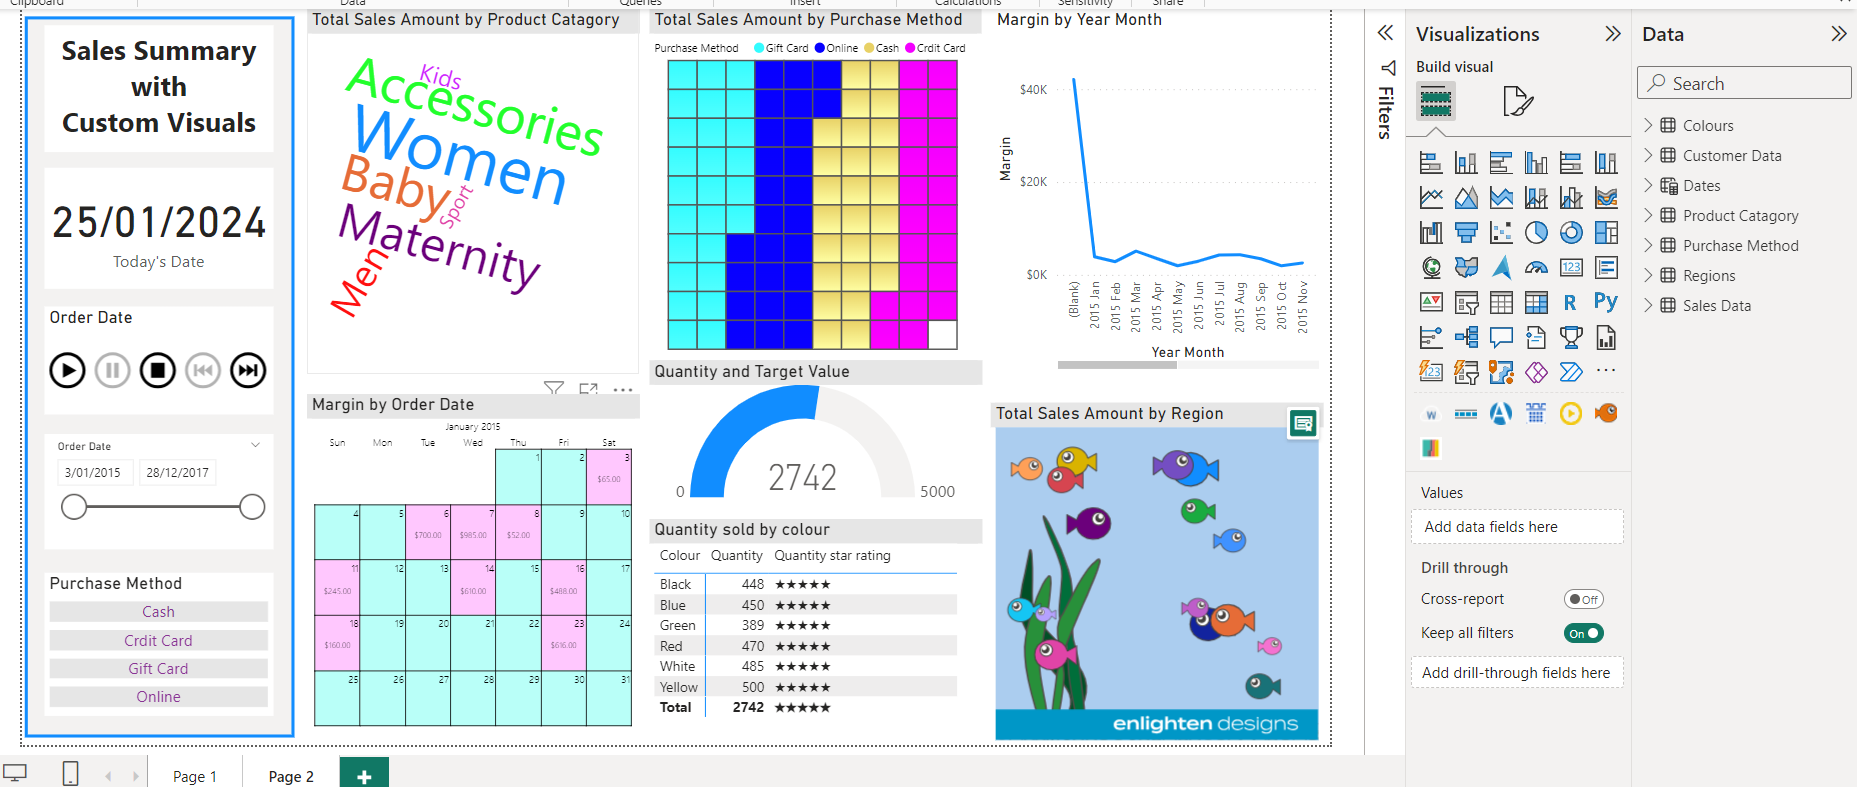 Clipboard
Data
Queries
Insert
Calculations
Sensitivity
Share
Sales Summary
with
Custom Visuals
25/01/2024
Today's Date
Order Date
Order Date
3/01/2015
28/12/2017
Purchase Method
Cash
Crdit Card
Gift Card
Online
Total Sales Amount by Product Catagory
Kids
Accessories
Women
Baby
Sport
Maternity
Men
Margin by Order Date
January 2015
Sun Mon Tue Wed Thu Fri Sat
1 2 3
$65.00
4 5 6 7 8 9 10
$700.00 $985.00 $52.00
11 12 13 14 15 16 17
$245.00 $610.00 $488.00
18 19 20 21 22 23 24
$160.00 $616.00
25 26 27 28 29 30 31
Total Sales Amount by Purchase Method
Purchase Method Gift Card Online Cash Crdit Card
Quantity and Target Value
2742
0
5000
Quantity sold by colour
Colour Quantity Quantity star rating
Black 448 ★★★★★
Blue 450 ★★★★★
Green 389 ★★★★★
Red 470 ★★★★★
White 485 ★★★★★
Yellow 500 ★★★★★
Total 2742 ★★★★★
Margin by Year Month
$40K
$20K
$0K
Margin
(Blank)
2015 Jan
2015 Feb
2015 Mar
2015 Apr
2015 May
2015 Jun
2015 Jul
2015 Aug
2015 Sep
2015 Oct
2015 Nov
Year Month
Total Sales Amount by Region
enlighten designs
Filters
Visualizations
Build visual
123
R
Py
123
W
Values
Add data fields here
Drill through
Cross-report
Off
Keep all filters
On
Add drill-through fields here
Data
Search
Colours
Customer Data
Dates
Product Catagory
Purchase Method
Regions
Sales Data
Page 1
Page 2